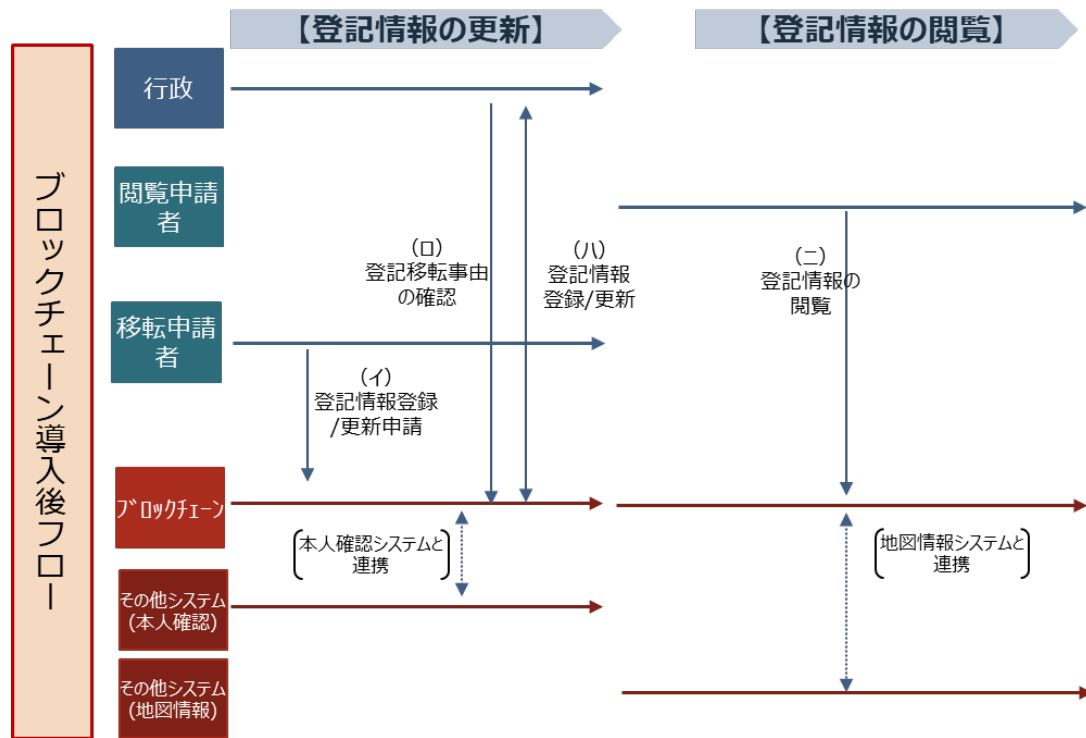 【登記情報の更新】
【登記情報の閲覧】
ブロックチェーン導入後フロー
行政
閲覧申請
者
(ロ)
登記移転事由
の確認
(ハ)
登記情報
登録/更新
(ニ)
登記情報の
閲覧
移転申請
者
(イ)
登記情報登録
/更新申請
ﾌﾞﾛｯｸﾁｪｰﾝ
本人確認システムと
連携
地図情報システムと
連携
その他システム
(本人確認)
その他システム
(地図情報)